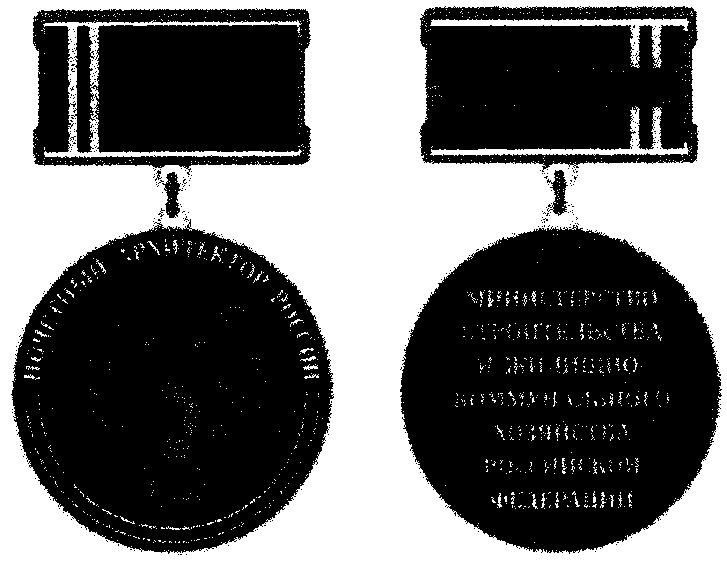 ПОЧЕТНЫЙ АРХИТЕКТОР РОССИИ
МИНИСТЕРСТВО
СТРОИТЕЛЬСТВА
И ЖИЛИЩНО-
КОММУНАЛЬНОГО
ХОЗЯЙСТВА
РОССИЙСКОЙ
ФЕДЕРАЦИИ